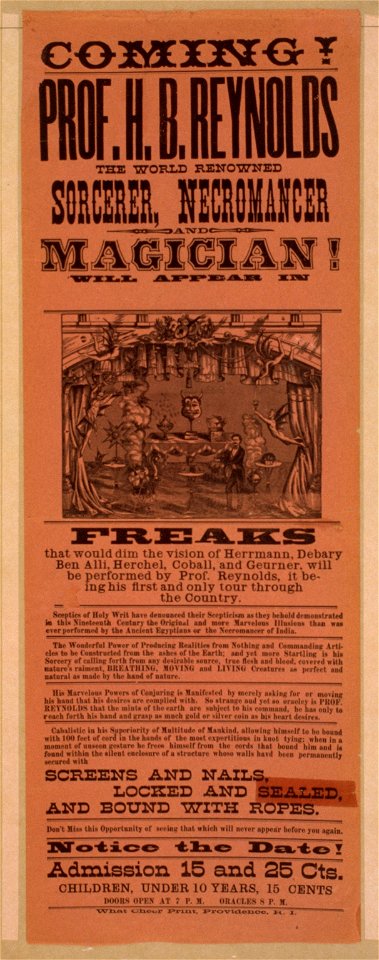 COMING!
PROF. H. B. REYNOLDS
THE WORLD RENOWNED
SORCERER, NECROMANCER
AND
MAGICIAN!
WILL APPEAR IN
FREAKS
that would dim the vision of Herrmann, Debary
Ben Alli, Herchel, Coball, and Geurner, will
be performed by Prof. Reynolds, it be-
ing his first and only tour through
the Country.
Sceptics of Holy Writ have denounced their Scepticism as they behold demonstrated
in this Nineteenth Century the Original and more Marvelous Illusions than was
ever performed by the Ancient Egyptians or the Necromancer of India.
The Wonderful Power of Producing Realities from Nothing and Commanding Arti-
cles to be Constructed from the ashes of the Earth; and yet more Startling is his
Sorcery of calling forth from any desirable source, true flesh and blood, covered with
nature's raiment, BREATHING, MOVING and LIVING Creatures as perfect and
natural as made by the hand of nature.
His Marvelous Powers of Conjuring is Manifested by merely asking for or moving
his hand that his desires are complied with. So strange and yet so oracley is PROF.
REYNOLDS that the mints of the earth are subject to his command, he has only to
reach forth his hand and grasp as much gold or silver coin as his heart desires.
Cabalistic in his Superiority of Multitude of Mankind, allowing himself to be bound
with 100 feet of cord in the hands of the most expertitious in knot tying; when in a
moment of unseen gesture he frees himself from the cords that bound him and is
found within the silent enclosure of a structure whose walls have been permanently
secured with
SCREENS AND NAILS,
LOCKED AND SEALED,
AND BOUND WITH ROPES.
Don't Miss this Opportunity of seeing that which will never appear before you again.
Notice the Date!
Admission 15 and 25 Cts.
CHILDREN, UNDER 10 YEARS, 15 CENTS
DOORS OPEN AT 7 P. M. ORACLES 8 P. M.
What Cheer Print, Providence, R. I.